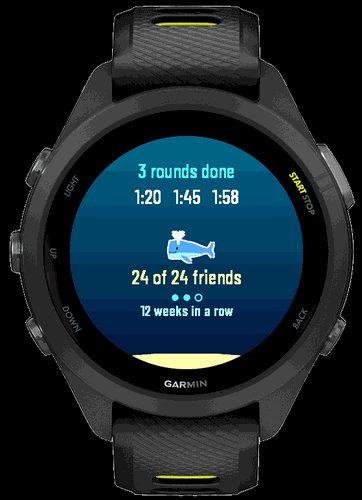 3 rounds done
1:20 1:45 1:58
24 of 24 friends
12 weeks in a row
LIGHT
UP
DOWN
START STOP
BACK
GARMIN